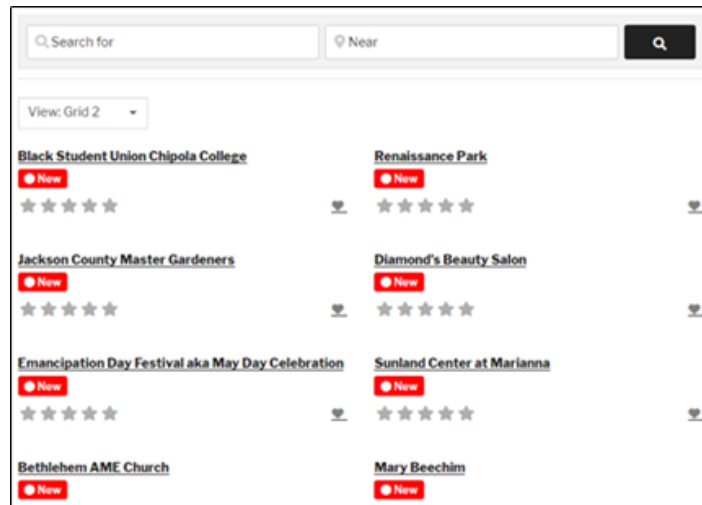 Search for
Near
View: Grid 2
Black Student Union Chipola College
New
Renaissance Park
New
Jackson County Master Gardeners
New
Diamond's Beauty Salon
New
Emancipation Day Festival aka May Day Celebration
New
Sunland Center at Marianna
New
Bethlehem AME Church
New
Mary Beechim
New